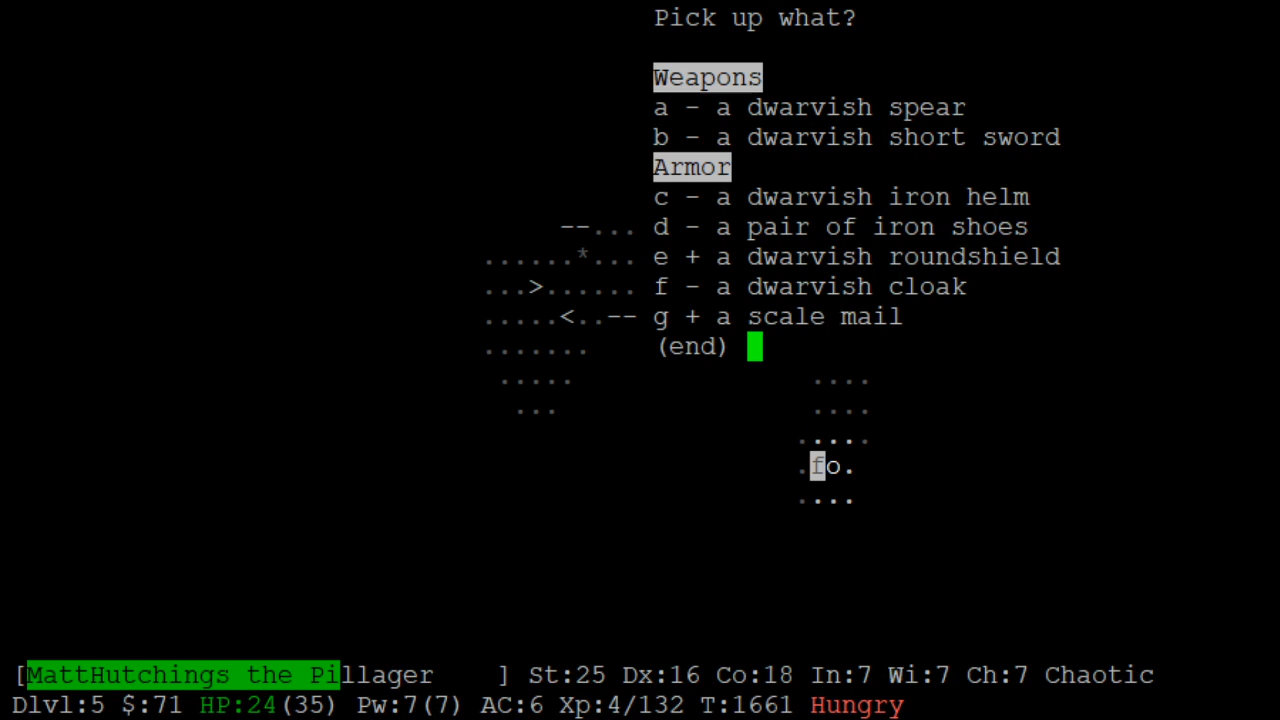 Pick up what?
Weapons
a - a dwarvish spear
b - a dwarvish short sword
Armor
c - a dwarvish iron helm
--... d - a pair of iron shoes
......*... e + a dwarvish roundshield
...>...... f - a dwarvish cloak
.....<..-- g + a scale mail
....... (end)
..... ....
... ....
.....
.fo.
....
[MattHutchings the Pillager ] St:25 Dx:16 Co:18 In:7 Wi:7 Ch:7 Chaotic
Dlvl:5 $:71 HP:24(35) Pw:7(7) AC:6 Xp:4/132 T:1661 Hungry